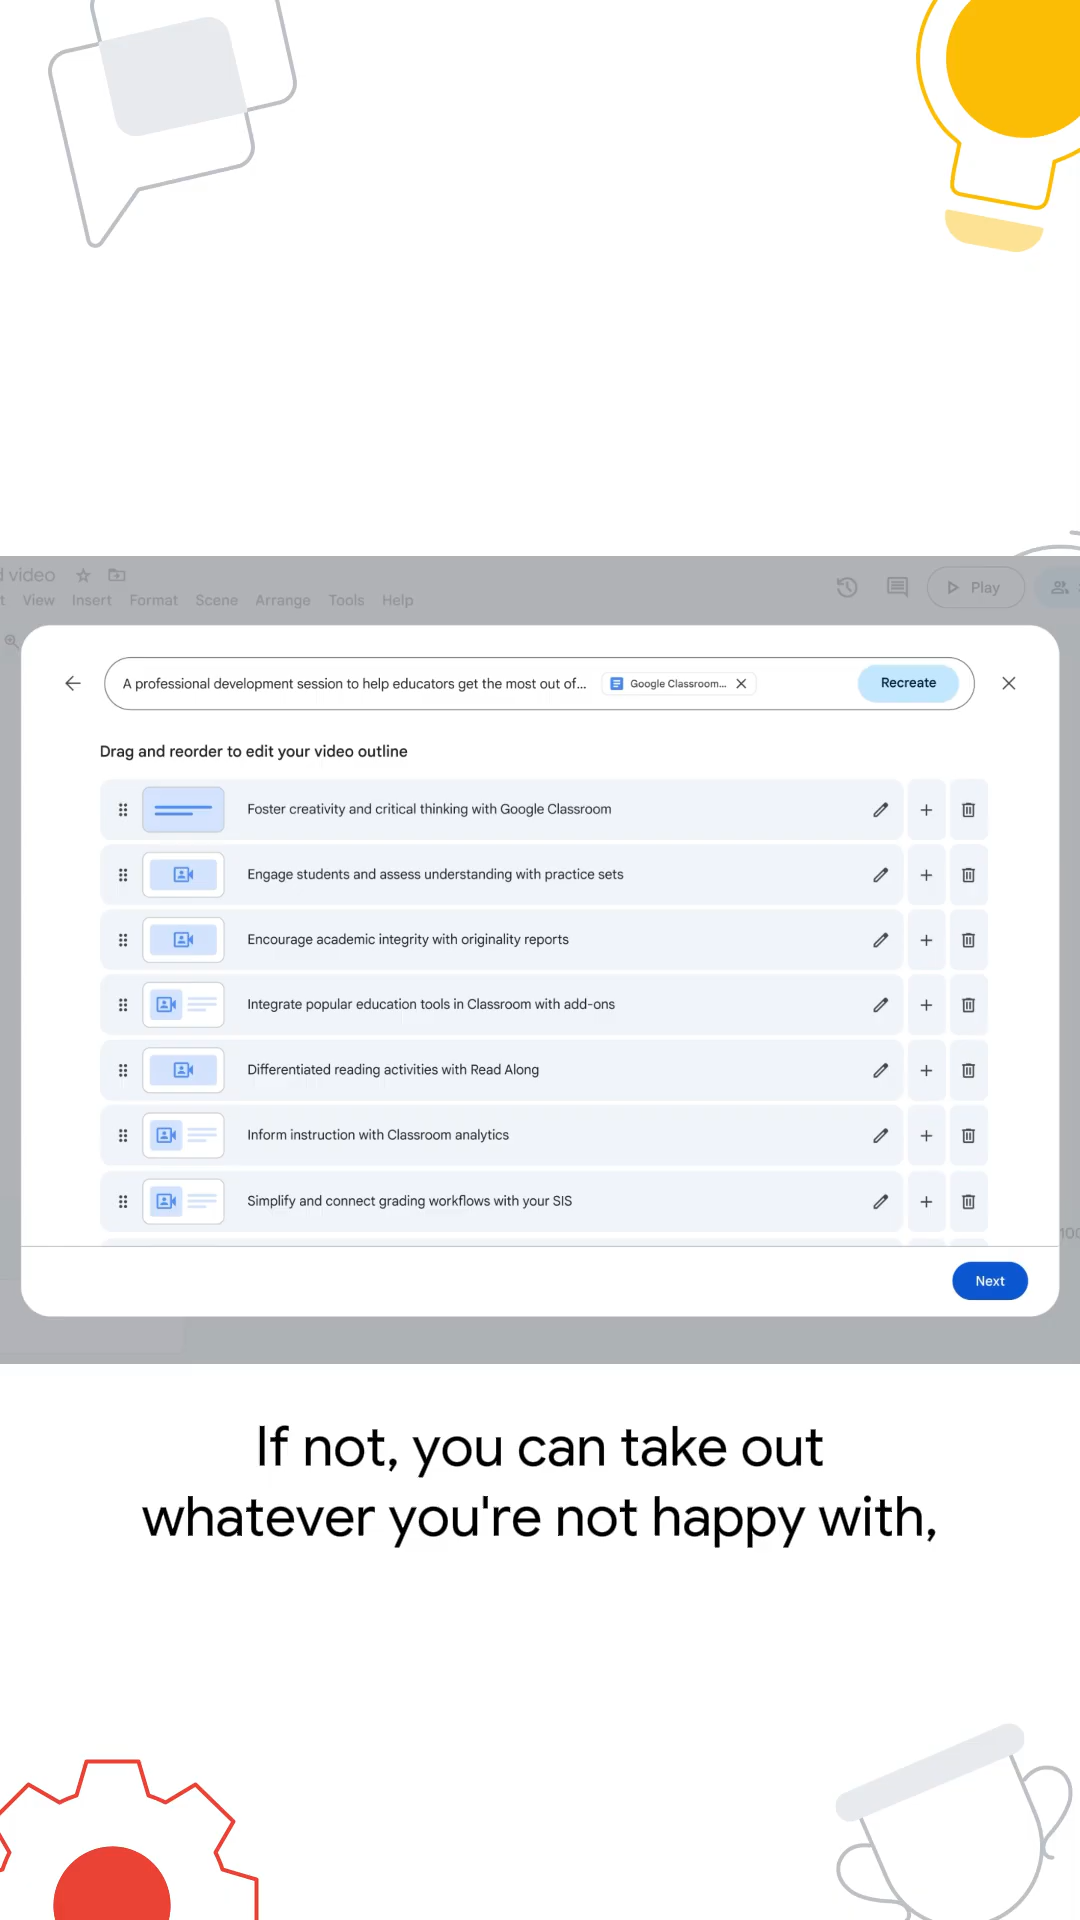 d video
View Insert Format Scene Arrange Tools Help
Play
A professional development session to help educators get the most out of...
Google Classroom...
Recreate
Drag and reorder to edit your video outline
Foster creativity and critical thinking with Google Classroom
Engage students and assess understanding with practice sets
Encourage academic integrity with originality reports
Integrate popular education tools in Classroom with add-ons
Differentiated reading activities with Read Along
Inform instruction with Classroom analytics
Simplify and connect grading workflows with your SIS
Next
If not, you can take out
whatever you're not happy with,